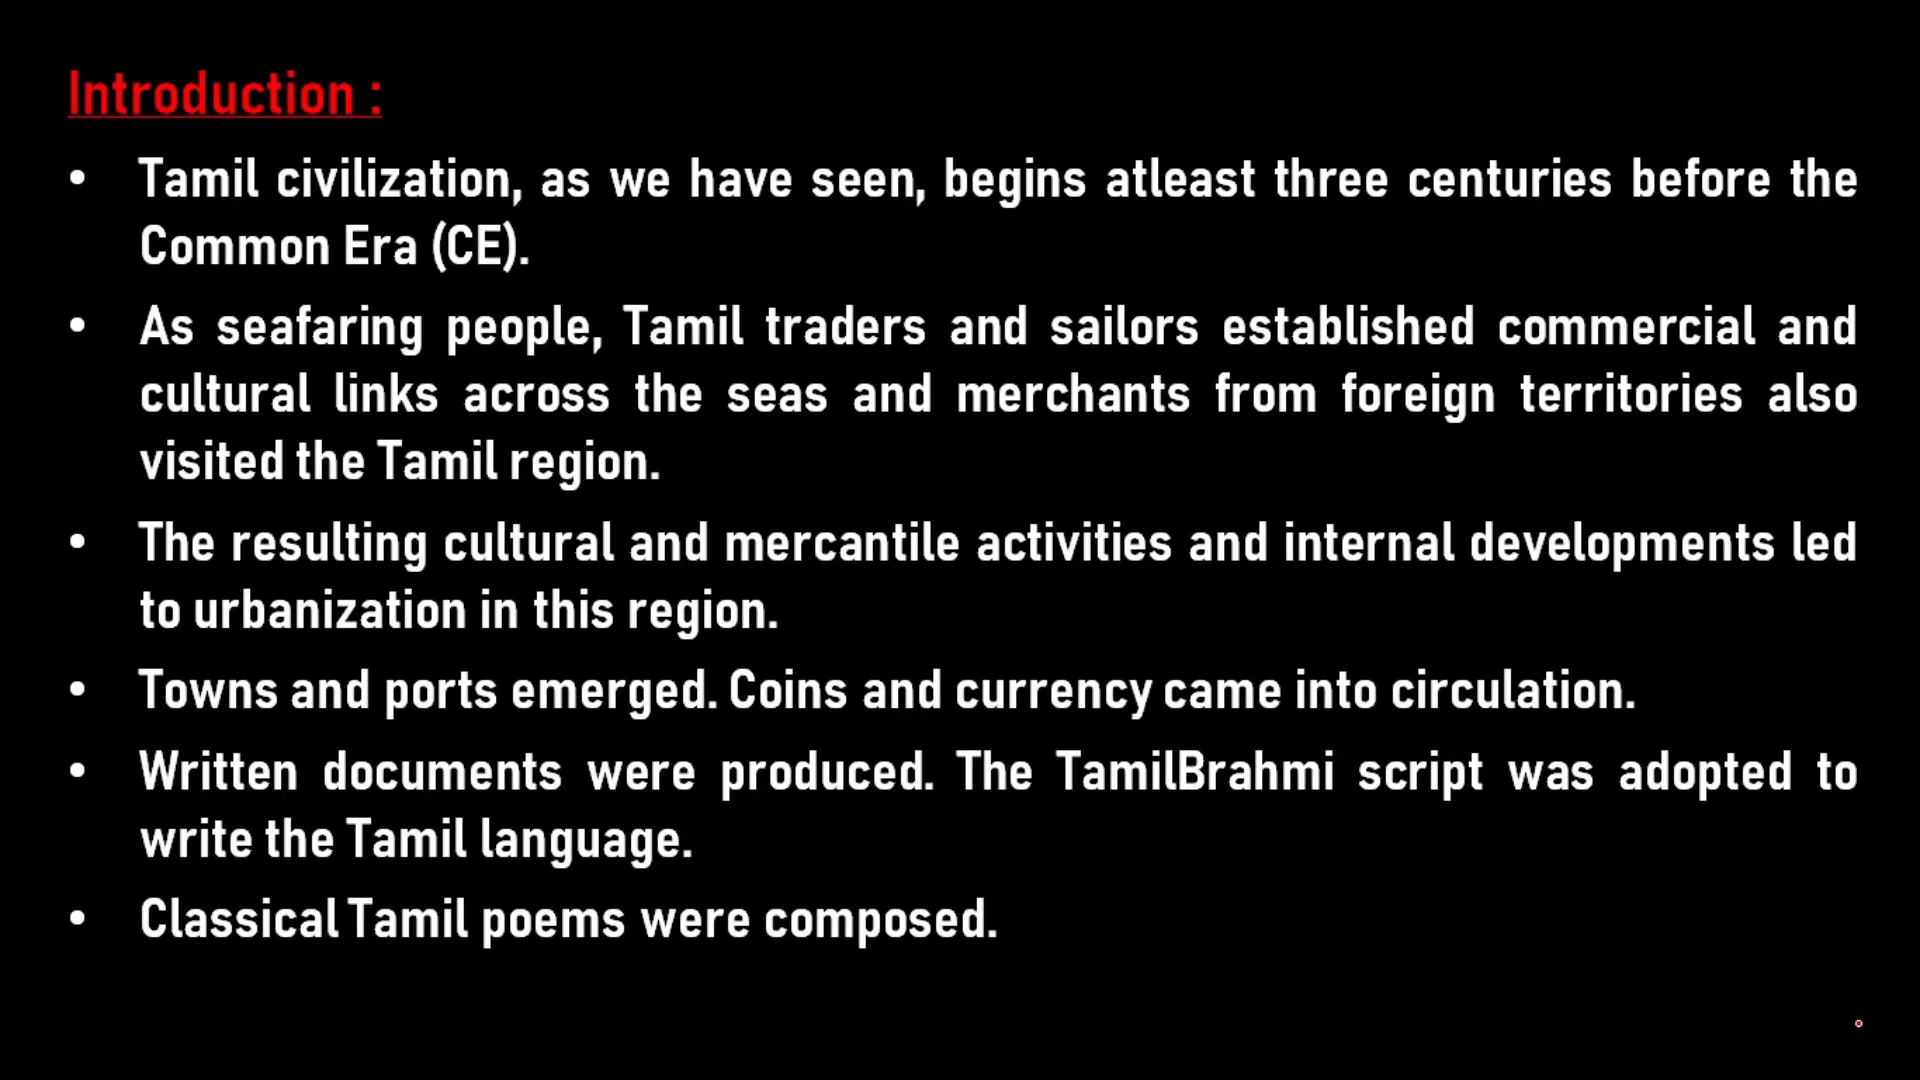 Introduction :
• Tamil civilization, as we have seen, begins atleast three centuries before the
Common Era (CE).
• As seafaring people, Tamil traders and sailors established commercial and
cultural links across the seas and merchants from foreign territories also
visited the Tamil region.
• The resulting cultural and mercantile activities and internal developments led
to urbanization in this region.
• Towns and ports emerged. Coins and currency came into circulation.
• Written documents were produced. The TamilBrahmi script was adopted to
write the Tamil language.
• Classical Tamil poems were composed.